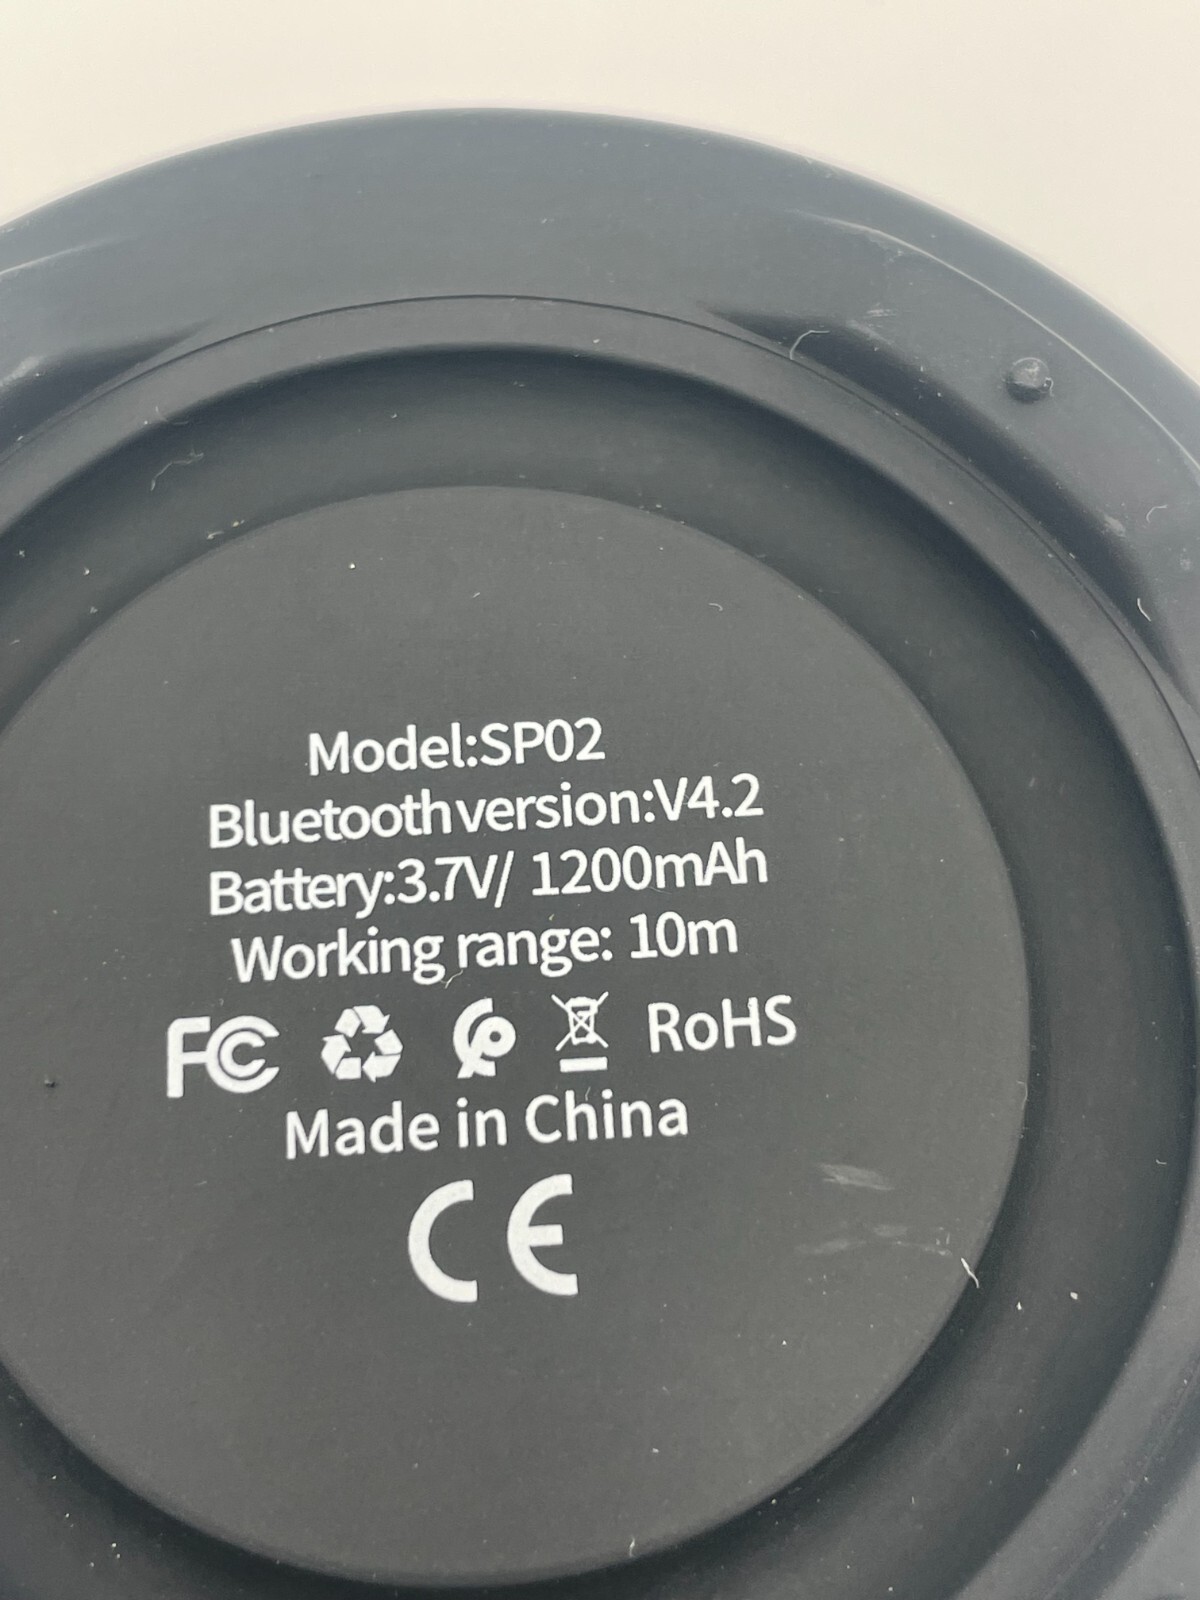 Model:SP02
Bluetooth version:V4.2
Battery:3.7V/ 1200mAh
Working range: 10m
FC RoHS
Made in China
CE